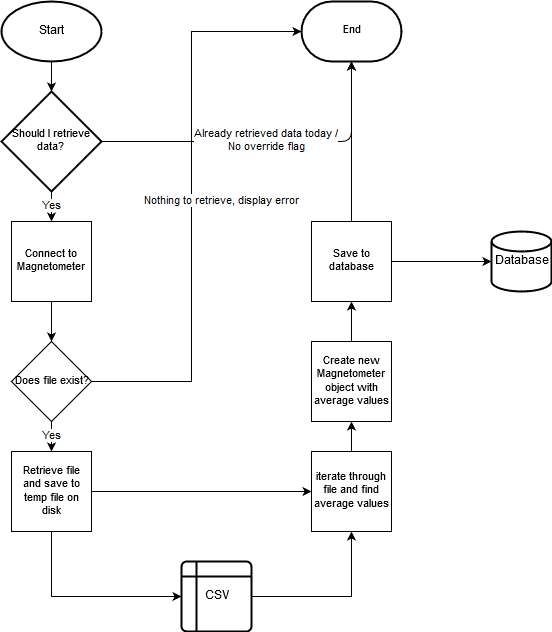 Start
End
Should I retrieve
data?
Already retrieved data today /
No override flag
Yes
Nothing to retrieve, display error
Connect to
Magnetometer
Save to
database
Database
Does file exist?
Create new
Magnetometer
object with
average values
Yes
Retrieve file
and save to
temp file on
disk
iterate through
file and find
average values
CSV